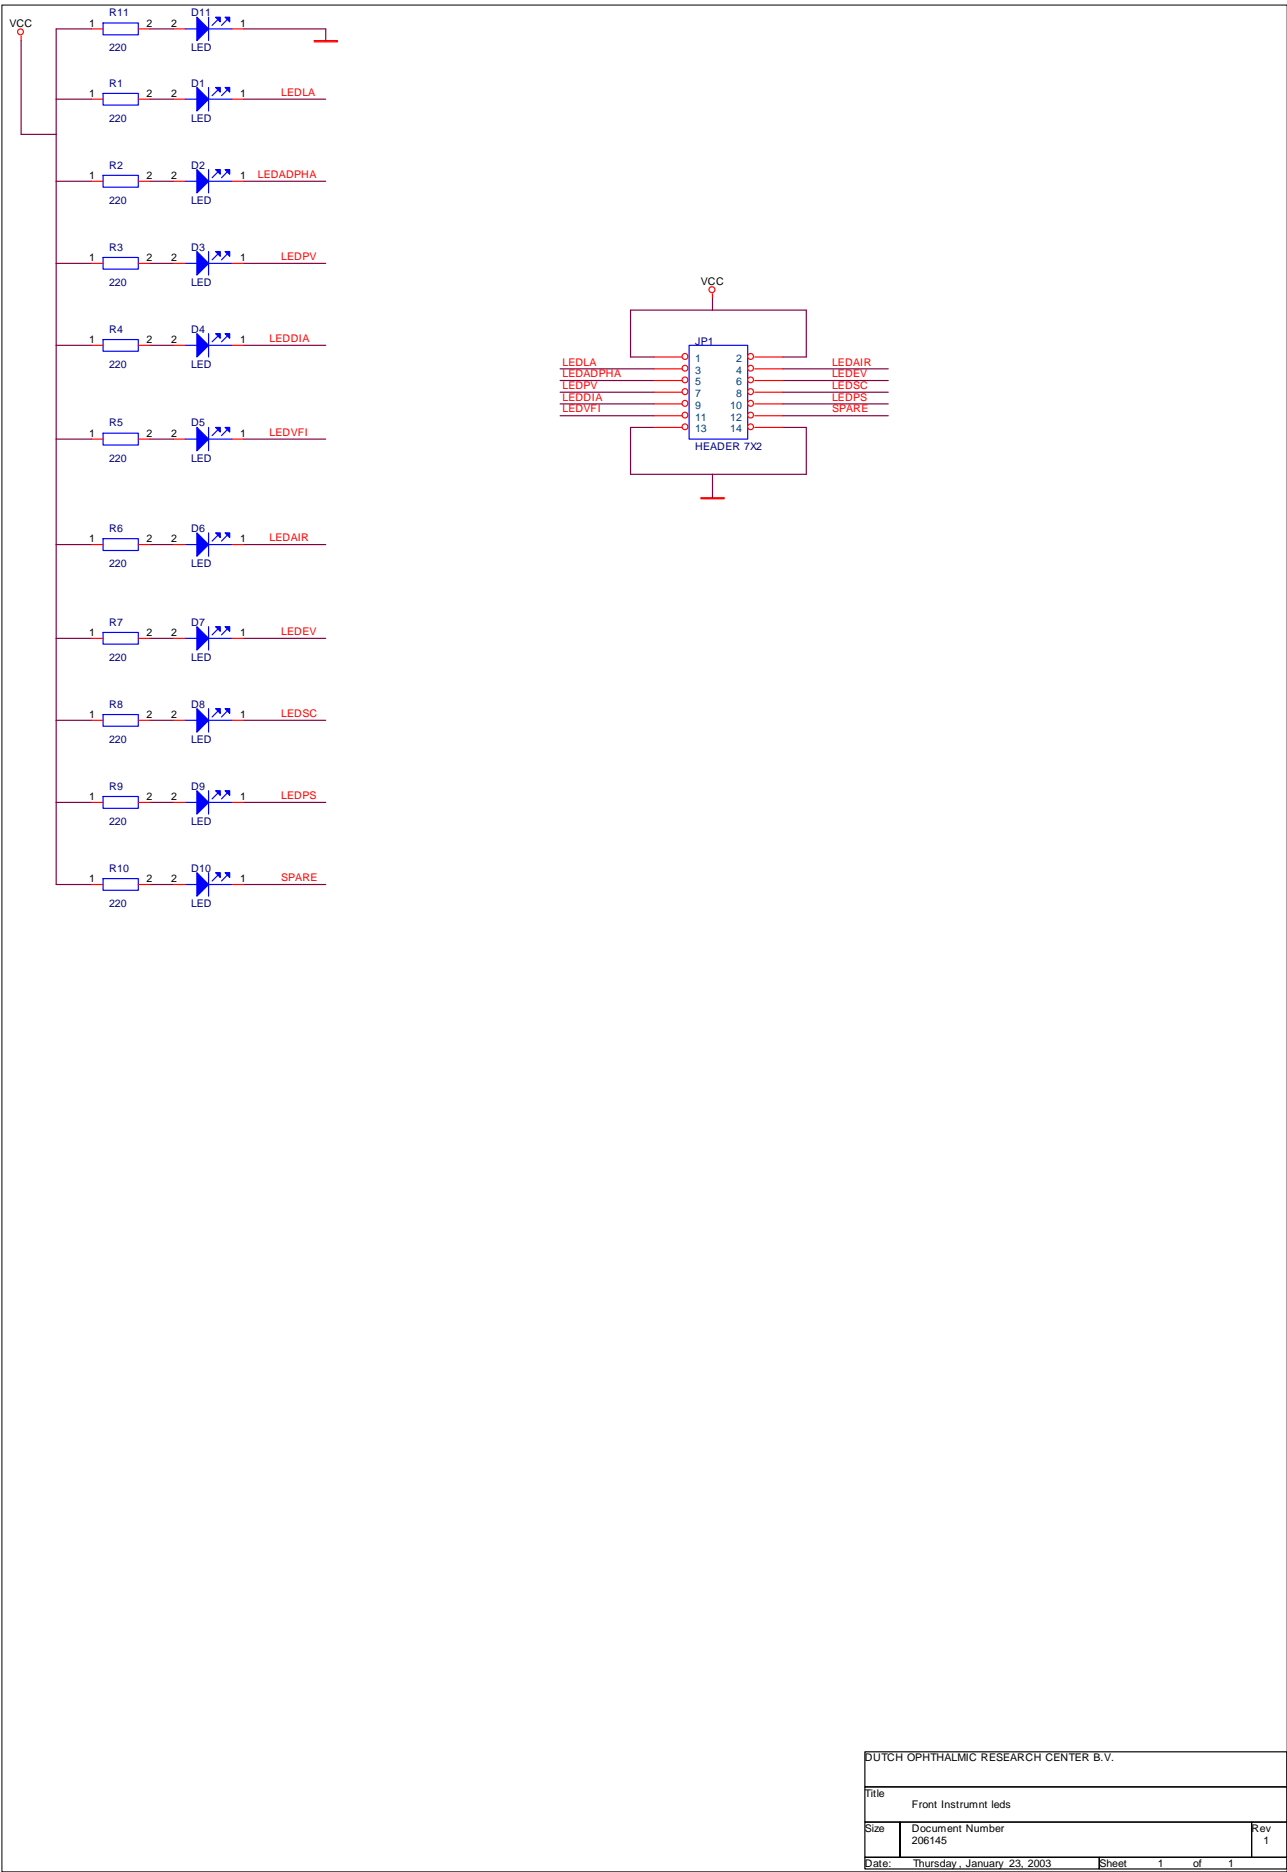 VCC
R11 D11
1 2 2 1
220 LED
R1 D1
1 2 2 1 LEDLA
220 LED
R2 D2
1 2 2 1 LEDADPHA
220 LED
R3 D3
1 2 2 1 LEDPV
220 LED
R4 D4
1 2 2 1 LEDDIA
220 LED
R5 D5
1 2 2 1 LEDVFI
220 LED
R6 D6
1 2 2 1 LEDAIR
220 LED
R7 D7
1 2 2 1 LEDEV
220 LED
R8 D8
1 2 2 1 LEDSC
220 LED
R9 D9
1 2 2 1 LEDPS
220 LED
R10 D10
1 2 2 1 SPARE
220 LED
VCC
JP1
1 2
LEDLA 3 4 LEDAIR
LEDADPHA 5 6 LEDEV
LEDPV 7 8 LEDSC
LEDDIA 9 10 LEDPS
LEDVFI 11 12 SPARE
13 14
HEADER 7X2
DUTCH OPHTHALMIC RESEARCH CENTER B.V.
Title
Front Instrumnt leds
Size Document Number Rev
206145 1
Date: Thursday, January 23, 2003 Sheet 1 of 1